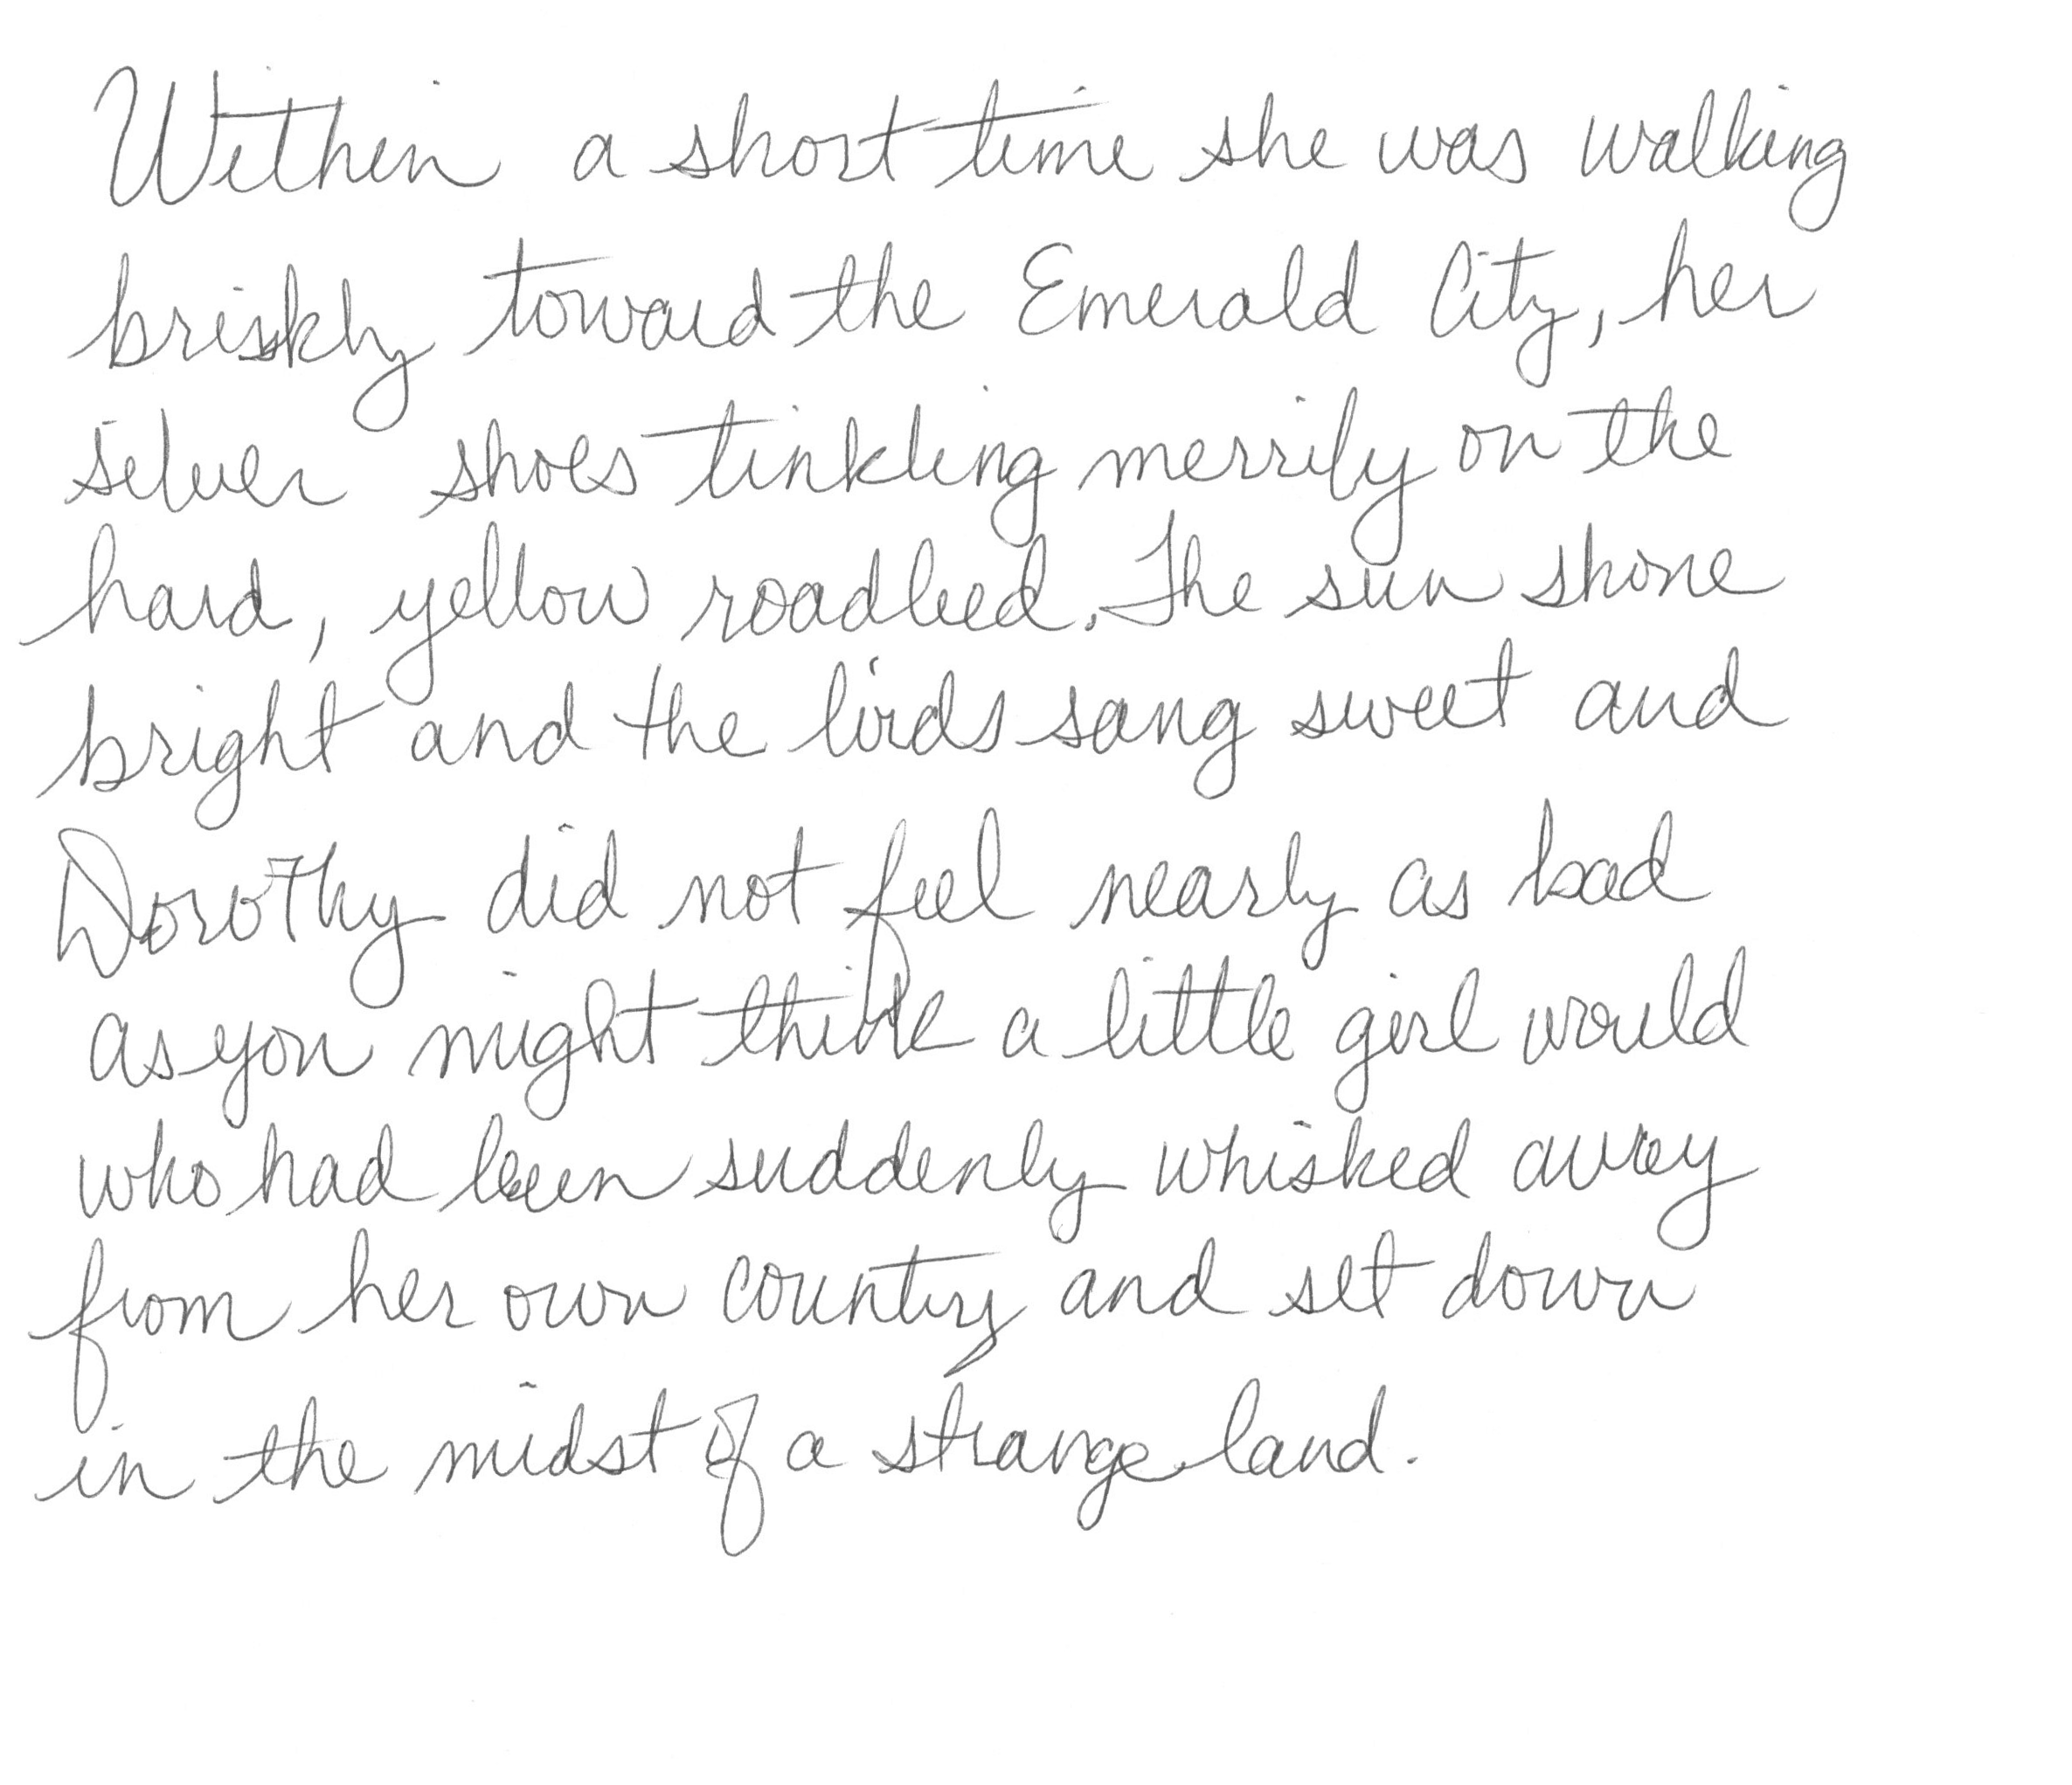 Within a short time she was walking
briskly toward the Emerald City, her
silver shoes tinkling merrily on the
hard, yellow roadbed. The sun shone
bright and the birds sang sweet and
Dorothy did not feel nearly as bad
as you might think a little girl would
who had been suddenly whisked away
from her own country and set down
in the midst of a strange land.